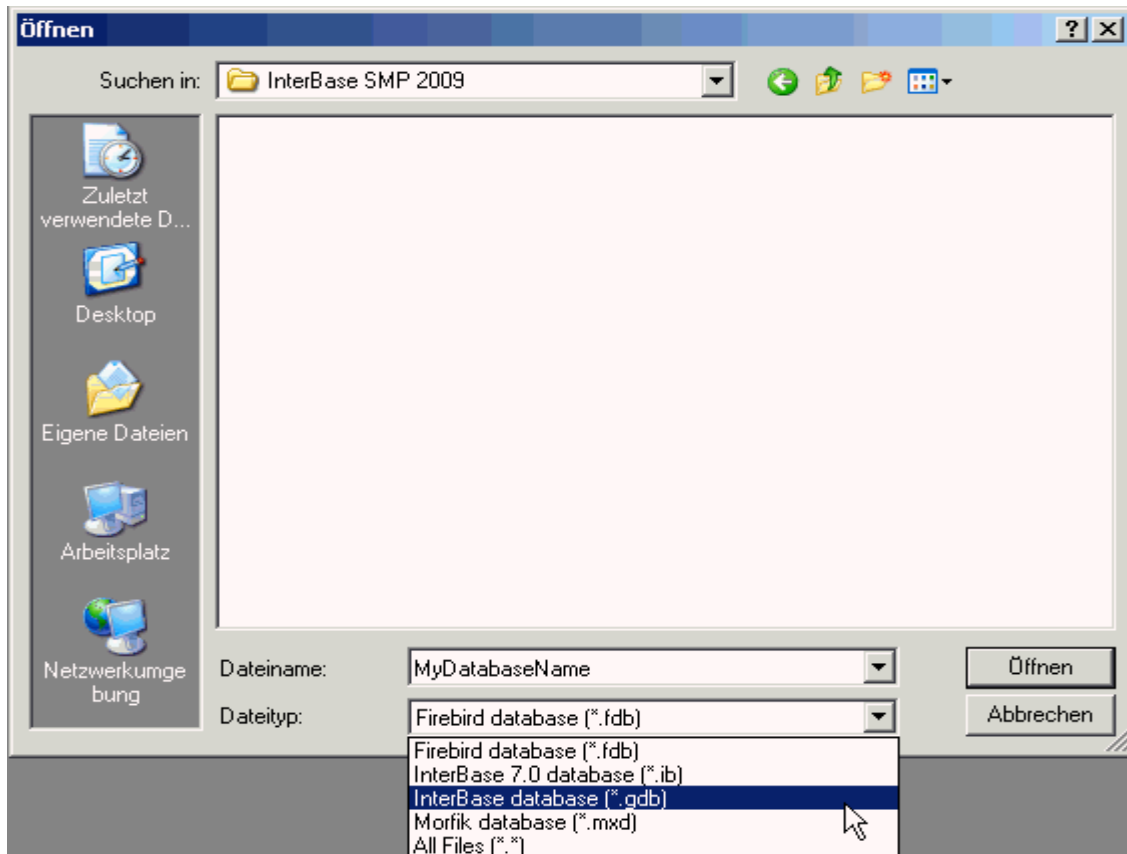 Öffnen
Suchen in: InterBase SMP 2009
Zuletzt
verwendete D...
Desktop
Eigene Dateien
Arbeitsplatz
Netzwerkumge
bung
Dateiname: MyDatabaseName Öffnen
Dateityp: Firebird database (*.fdb) Abbrechen
Firebird database (*.fdb)
InterBase 7.0 database (*.ib)
InterBase database (*.gdb)
Morfik database (*.mxd)
All Files (*.*)